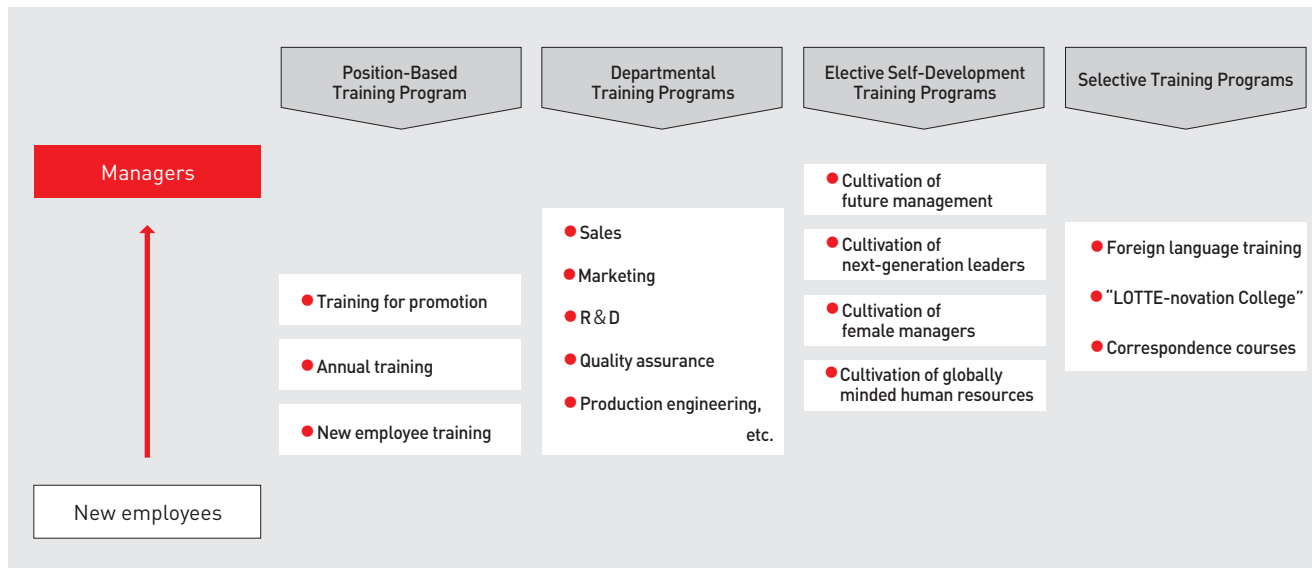 Position-Based
Training Program
Departmental
Training Programs
Elective Self-Development
Training Programs
Selective Training Programs
Managers
New employees
● Training for promotion
● Annual training
● New employee training
● Sales
● Marketing
● R&D
● Quality assurance
● Production engineering,
etc.
● Cultivation of
future management
● Cultivation of
next-generation leaders
● Cultivation of
female managers
● Cultivation of globally
minded human resources
● Foreign language training
● “LOTTE-novation College”
● Correspondence courses